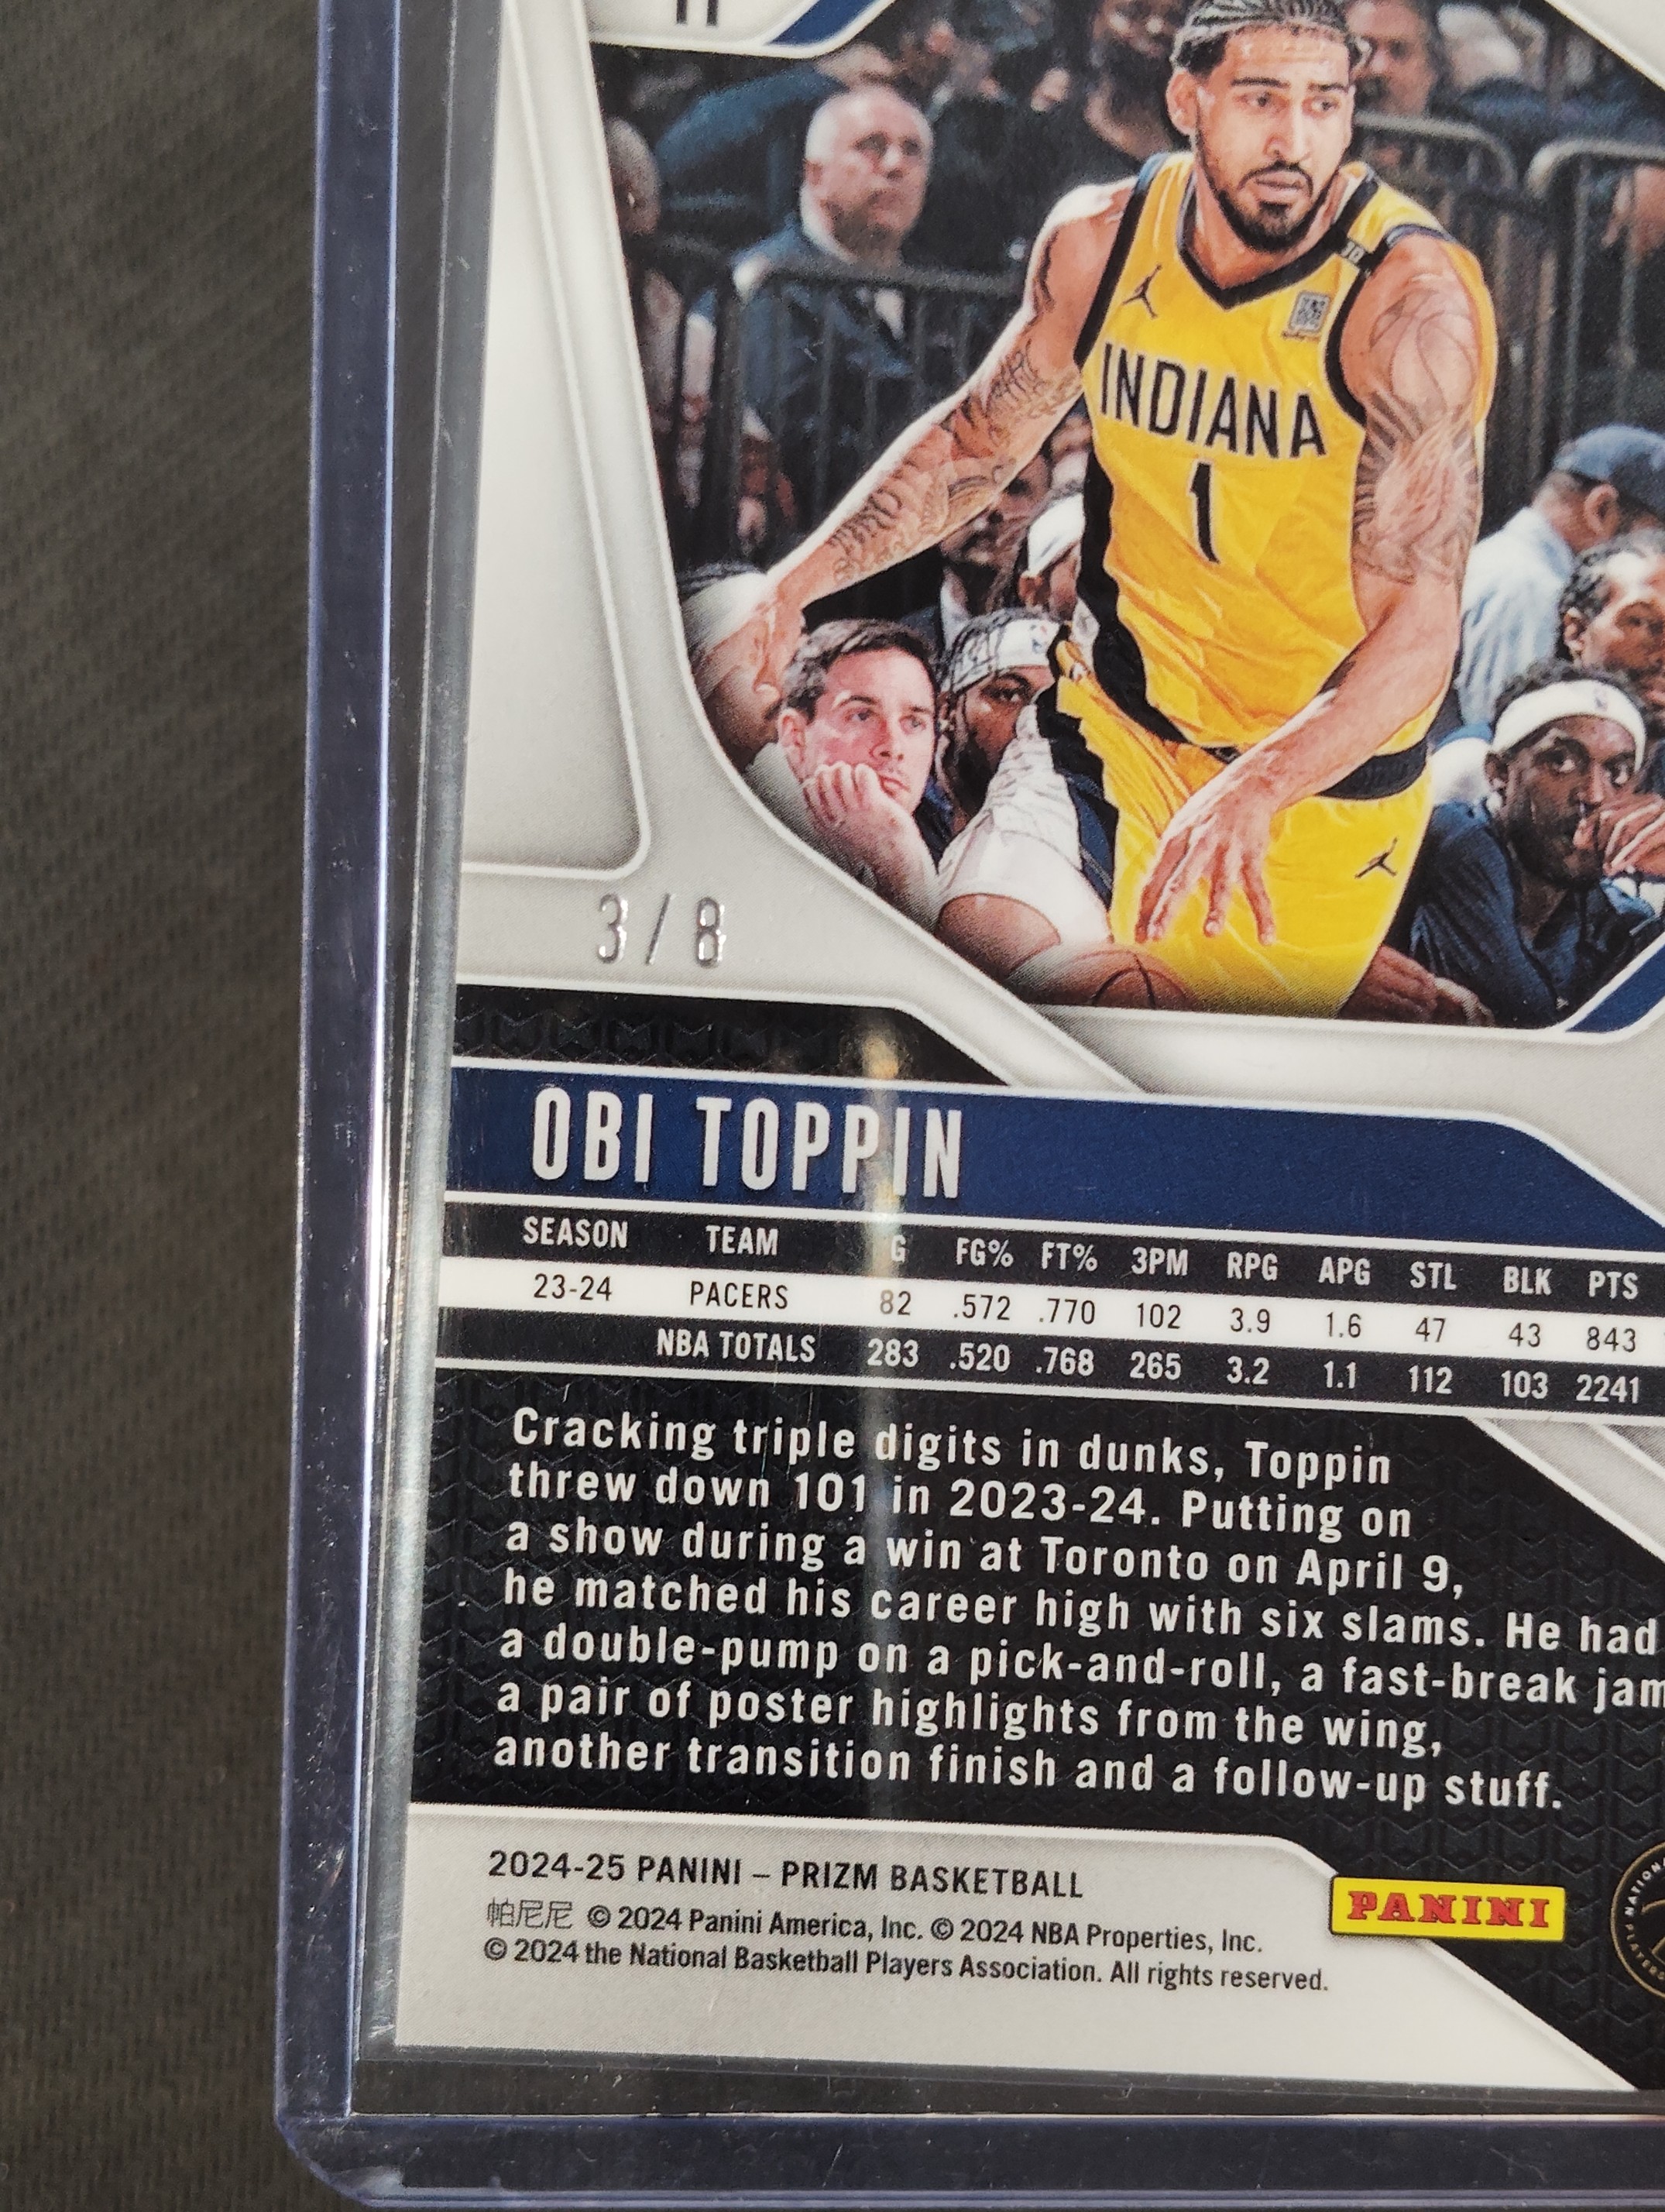 INDIANA
1
3/8
OBI TOPPIN
SEASON TEAM G FG% FT% 3PM RPG APG STL BLK PTS
23-24 PACERS 82 .572 .770 102 3.9 1.6 47 43 843
NBA TOTALS 283 .520 .768 265 3.2 1.1 112 103 2241
Cracking triple digits in dunks, Toppin
threw down 101 in 2023-24. Putting on
a show during a win at Toronto on April 9,
he matched his career high with six slams. He had
a double-pump on a pick-and-roll, a fast-break jam
a pair of poster highlights from the wing,
another transition finish and a follow-up stuff.
2024-25 PANINI – PRIZM BASKETBALL
帕尼尼 © 2024 Panini America, Inc. © 2024 NBA Properties, Inc.
© 2024 the National Basketball Players Association. All rights reserved.
PANINI